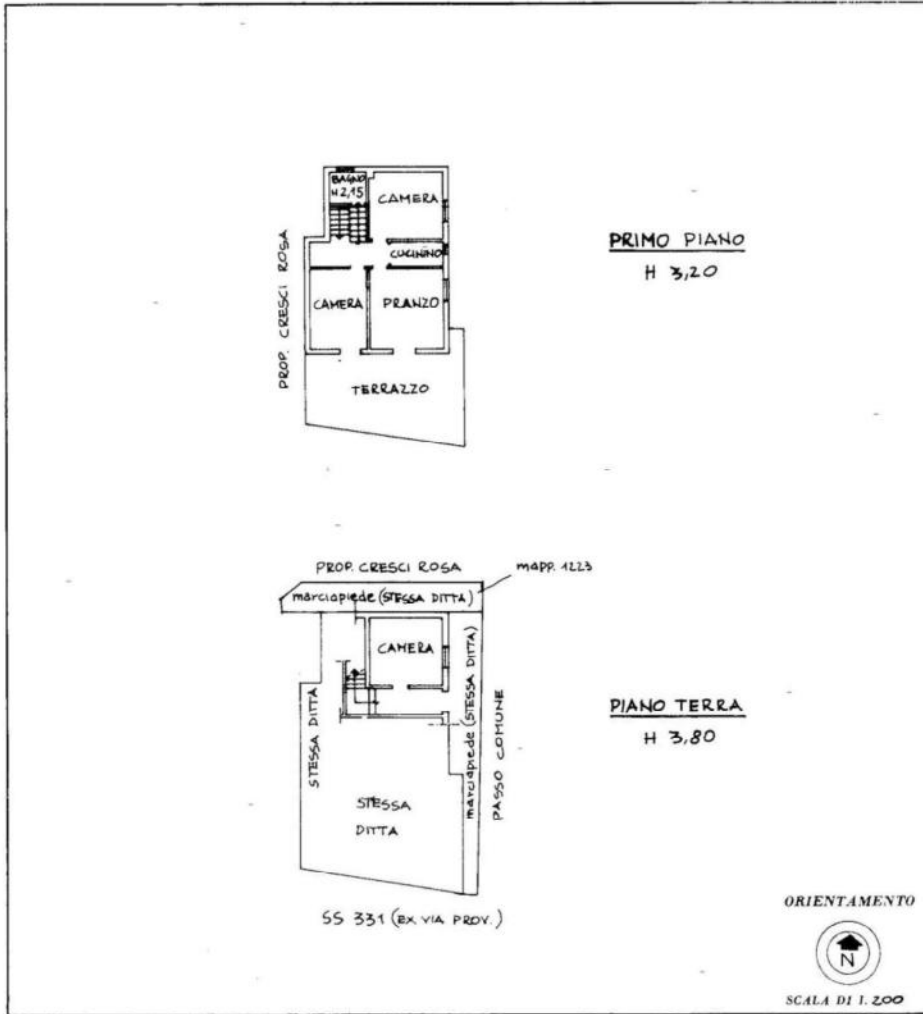 BAGNO
H 2,15
CAMERA
CUCININO
CAMERA
PRANZO
TERRAZZO
PROP. CRESCI ROSA
PRIMO PIANO
H 3,20
PROP. CRESCI ROSA
mapp. 1223
marciapiede (STESSA DITTA)
CAMERA
STESSA DITTA
marciapiede (STESSA DITTA)
PASSO COMUNE
STESSA
DITTA
SS 331 (EX VIA PROV.)
PIANO TERRA
H 3,80
ORIENTAMENTO
N
SCALA DI 1. 200